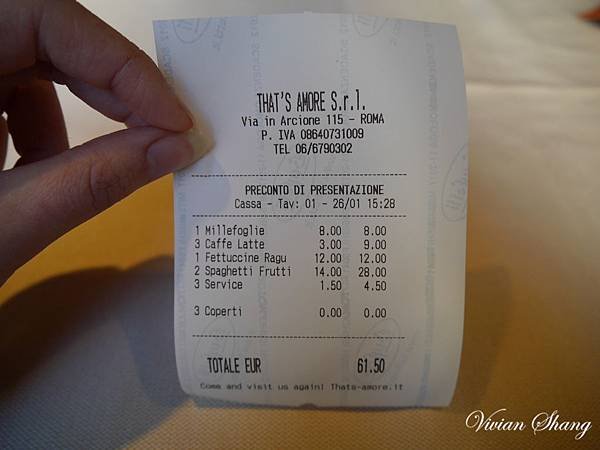 THAT'S AMORE S.r.l.
Via in Arcione 115 - ROMA
P. IVA 08640731009
TEL 06/6790302
PRECONTO DI PRESENTAZIONE
Cassa - Tav: 01 - 26/01 15:28
1 Millefoglie 8.00 8.00
3 Caffe Latte 3.00 9.00
1 Fettuccine Ragu 12.00 12.00
2 Spaghetti Frutti 14.00 28.00
3 Service 1.50 4.50
3 Coperti 0.00 0.00
TOTALE EUR 61.50
Come and visit us again! Thats-amore.it
Vivian Shang